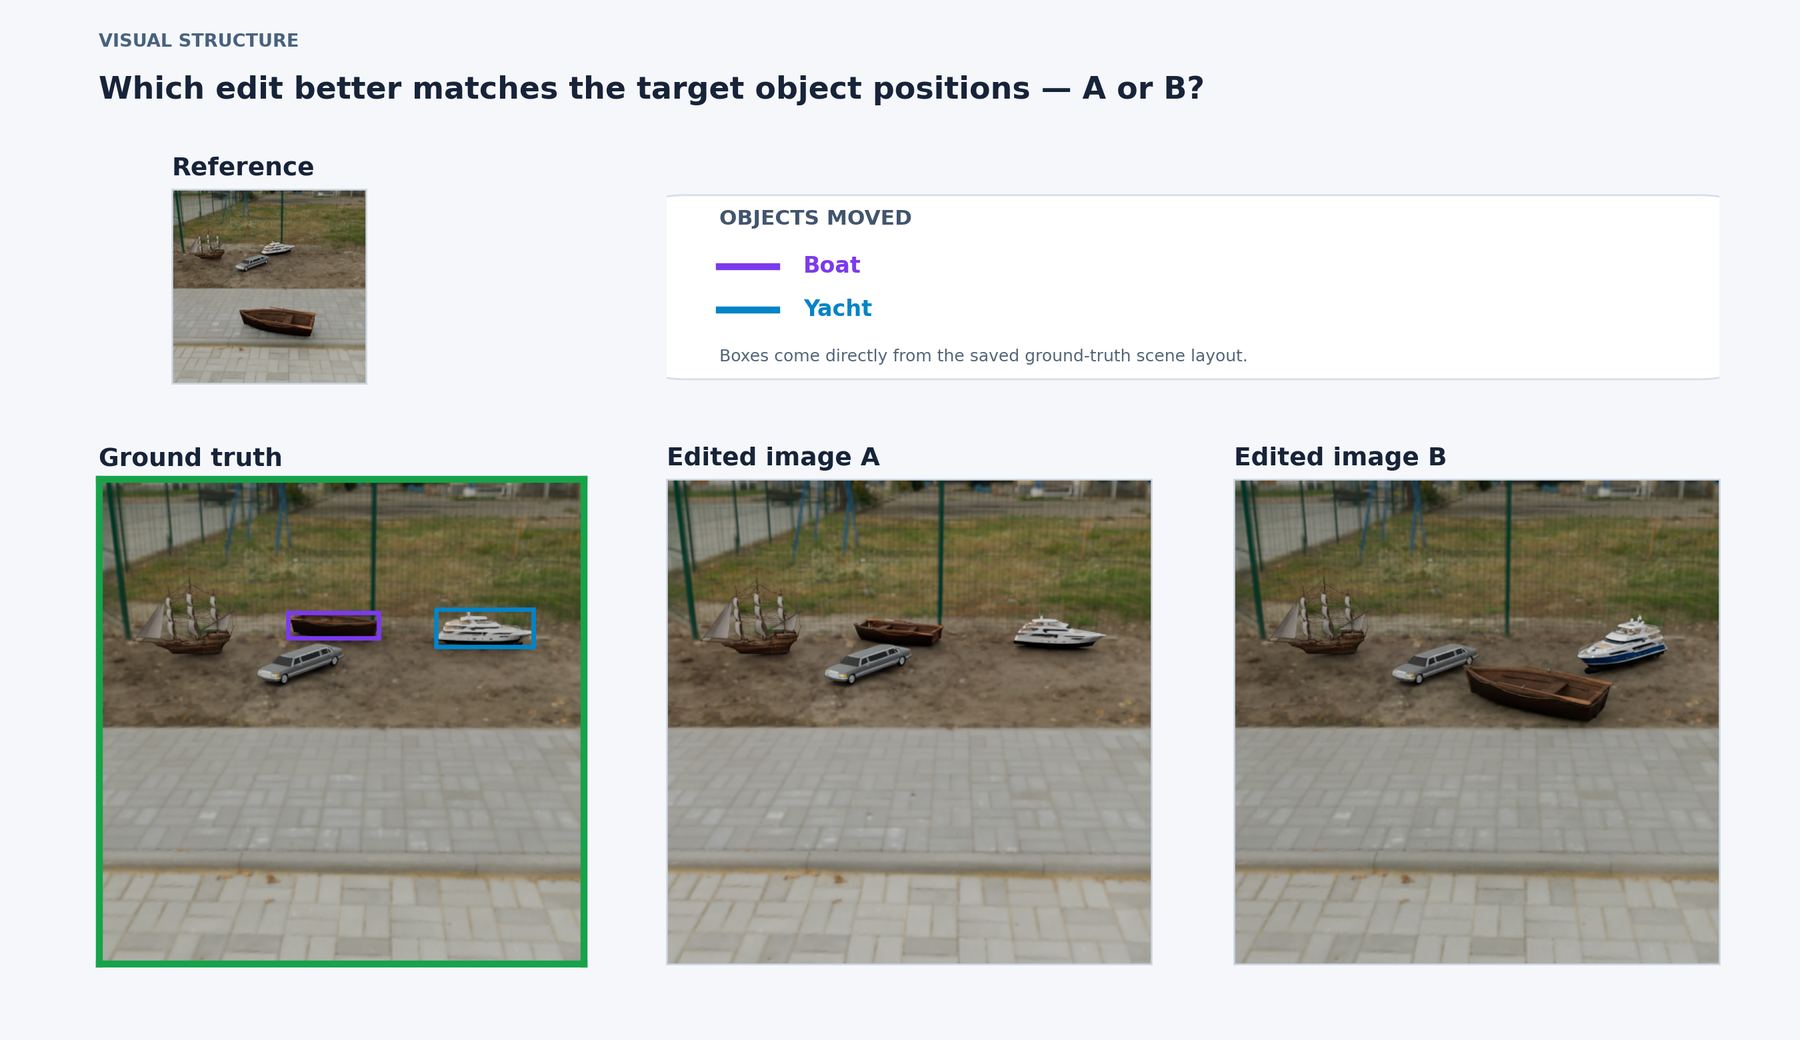 VISUAL STRUCTURE
Which edit better matches the target object positions — A or B?
Reference
OBJECTS MOVED
Boat
Yacht
Boxes come directly from the saved ground-truth scene layout.
Ground truth
Edited image A
Edited image B